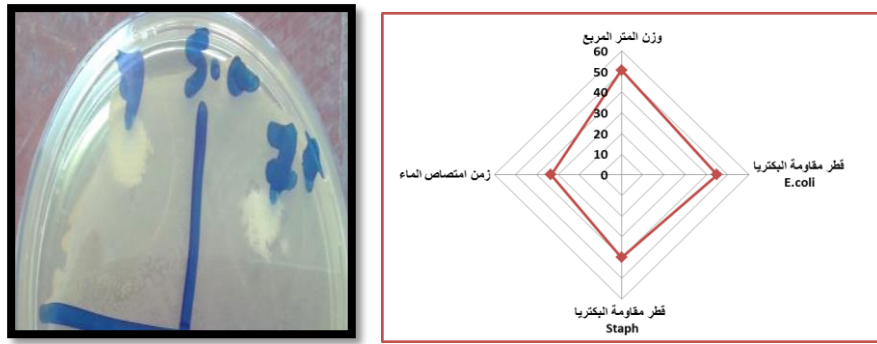 وزن المتر المربع
60
50
40
30
20
10
0
قطر مقاومة البكتريا
E.coli
زمن امتصاص الماء
قطر مقاومة البكتريا
Staph